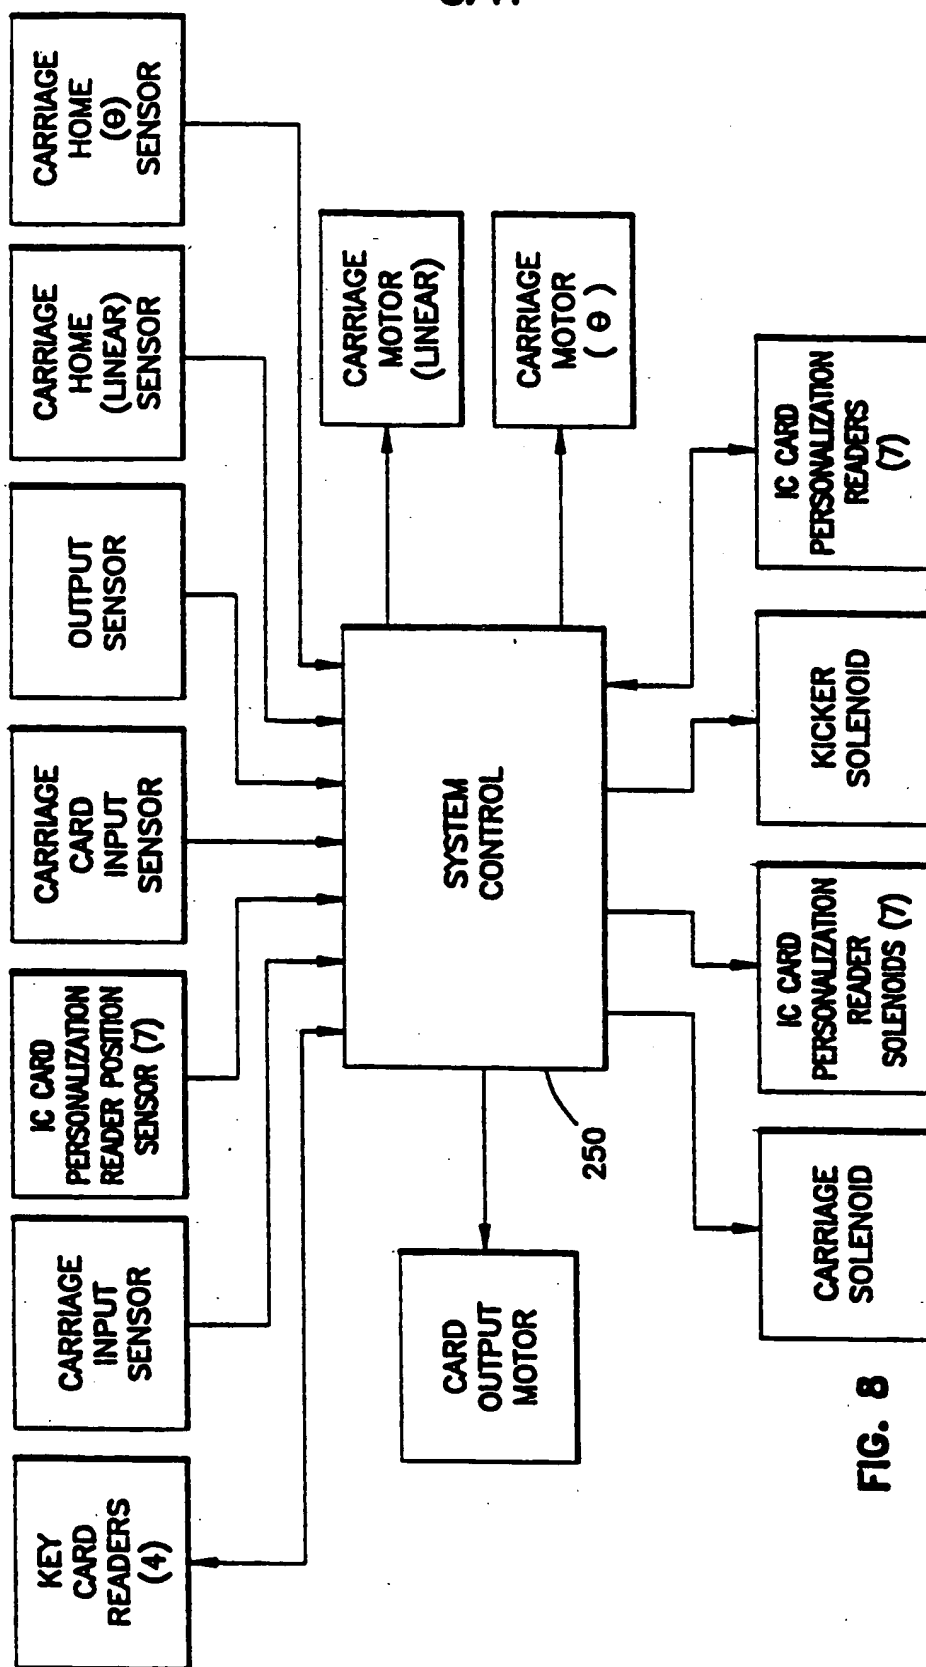 KEY
CARD
READERS
(4)
CARRIAGE
INPUT
SENSOR
IC CARD
PERSONALIZATION
READER POSITION
SENSOR (7)
CARRIAGE
CARD
INPUT
SENSOR
OUTPUT
SENSOR
CARRIAGE
HOME
(LINEAR)
SENSOR
CARRIAGE
HOME
(Θ)
SENSOR
CARD
OUTPUT
MOTOR
SYSTEM
CONTROL
250
CARRIAGE
MOTOR
(LINEAR)
CARRIAGE
MOTOR
( Θ )
CARRIAGE
SOLENOID
IC CARD
PERSONALIZATION
READER
SOLENOIDS (7)
KICKER
SOLENOID
IC CARD
PERSONALIZATION
READERS
(7)
FIG. 8